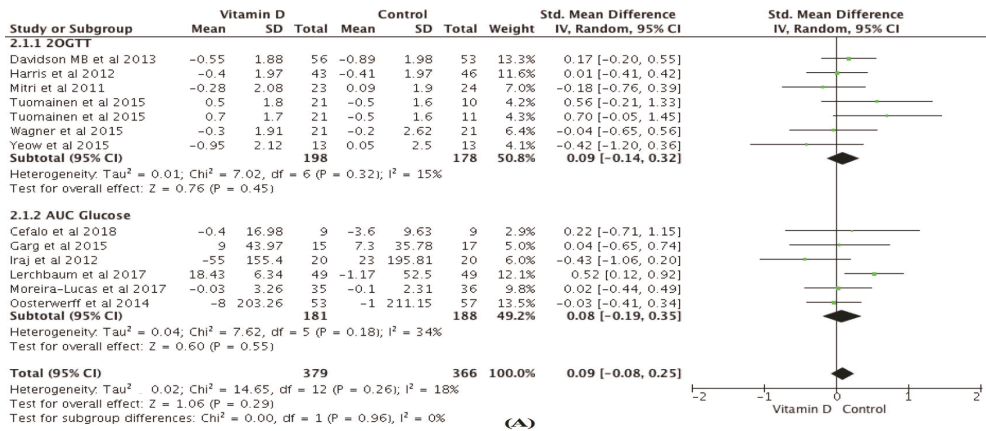 Vitamin D Control Std. Mean Difference Std. Mean Difference
Study or Subgroup Mean SD Total Mean SD Total Weight IV, Random, 95% CI IV, Random, 95% CI
2.1.1 2OGTT
Davidson MB et al 2013 −0.55 1.88 56 −0.89 1.98 53 13.3% 0.17 [−0.20, 0.55]
Harris et al 2012 −0.4 1.97 43 −0.41 1.97 46 11.5% 0.01 [−0.41, 0.42]
Mitri et al 2011 −0.28 2.08 23 0.09 1.9 24 7.0% −0.18 [−0.76, 0.39]
Tuomainen et al 2015 0.5 1.8 21 −0.5 1.6 10 4.2% 0.56 [−0.21, 1.33]
Tuomainen et al 2015 0.7 1.7 21 −0.5 1.6 11 4.3% 0.70 [−0.05, 1.45]
Wagner et al 2015 −0.3 1.91 21 −0.2 2.62 21 6.4% −0.04 [−0.65, 0.56]
Yeow et al 2015 −0.95 2.12 13 0.05 2.5 13 4.1% −0.42 [−1.20, 0.36]
Subtotal (95% CI) 198 178 50.8% 0.09 [−0.14, 0.32]
Heterogeneity: Tau² = 0.01; Chi² = 7.02, df = 6 (P = 0.32); I² = 15%
Test for overall effect: Z = 0.76 (P = 0.45)
2.1.2 AUC Glucose
Cefalo et al 2018 −0.4 16.98 9 −3.6 9.63 9 2.9% 0.22 [−0.71, 1.15]
Garg et al 2015 9 43.97 15 7.3 35.78 17 5.0% 0.04 [−0.65, 0.74]
Iraj et al 2012 −55 155.4 20 23 195.81 20 6.0% −0.43 [−1.06, 0.20]
Lerchbaum et al 2017 18.43 6.34 49 −1.17 52.5 49 12.1% 0.52 [0.12, 0.92]
Moreira-Lucas et al 2017 −0.03 3.26 35 −0.1 2.31 36 9.8% 0.02 [−0.44, 0.49]
Oosterwerff et al 2014 −8 203.26 53 −1 211.15 57 13.5% −0.03 [−0.41, 0.34]
Subtotal (95% CI) 181 188 49.2% 0.08 [−0.19, 0.35]
Heterogeneity: Tau² = 0.04; Chi² = 7.62, df = 5 (P = 0.18); I² = 34%
Test for overall effect: Z = 0.60 (P = 0.55)
Total (95% CI) 379 366 100.0% 0.09 [−0.08, 0.25]
Heterogeneity: Tau² .. 0.02; Chi² = 14.65, df = 12 (P = 0.26); I² = 18%
Test for overall effect: Z = 1.06 (P = 0.29)
Test for subgroup differences: Chi² = 0.00, df = 1 (P = 0.96), I² = 0%
−2 −1 0 1 2
Vitamin D Control
(A)